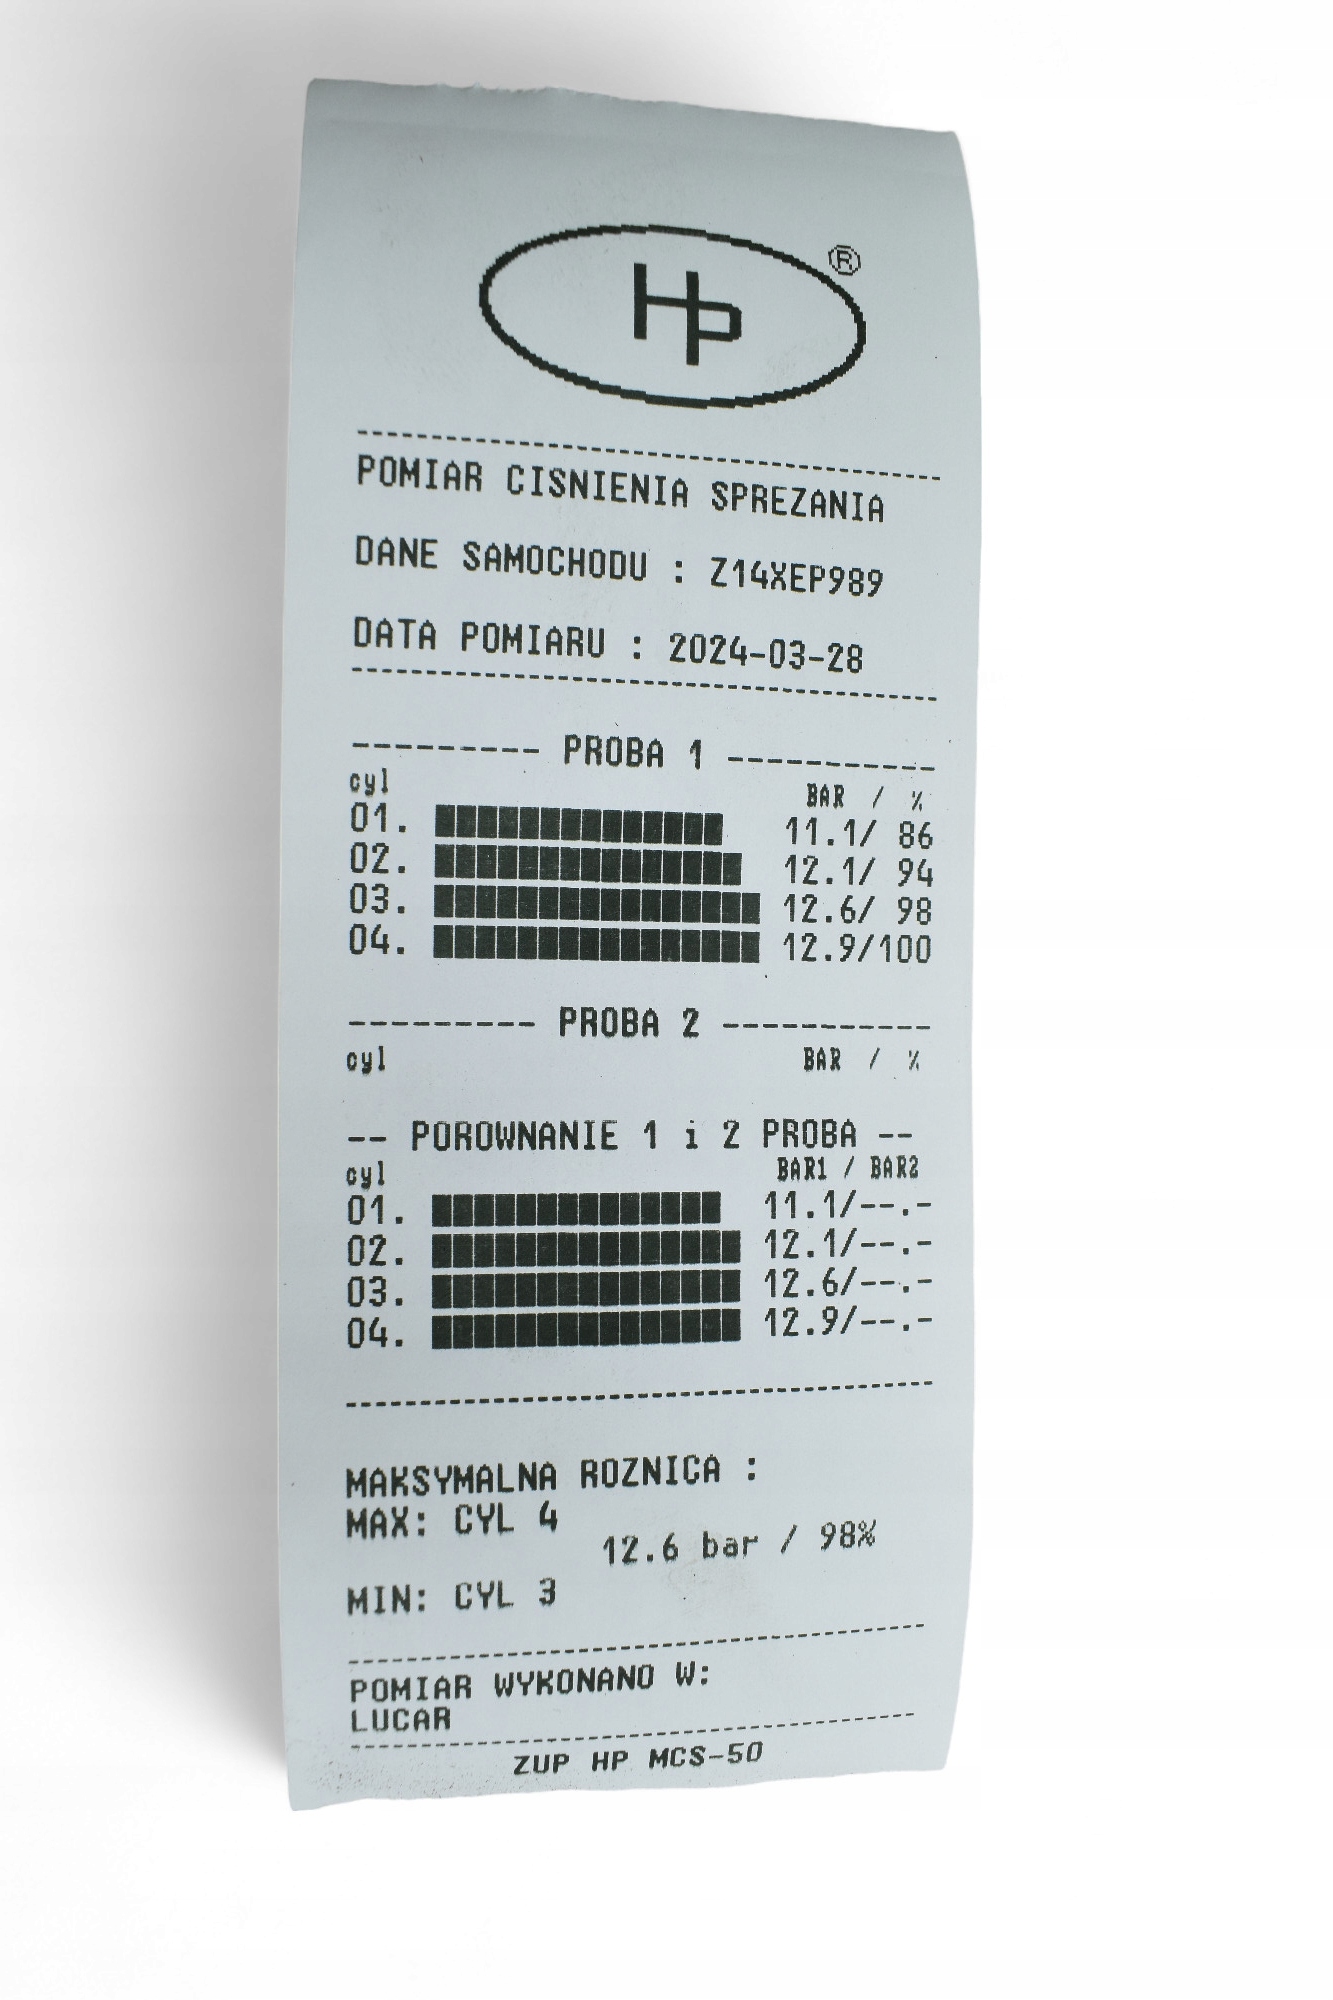 HP ®
POMIAR CISNIENIA SPREZANIA
DANE SAMOCHODU : Z14XEP989
DATA POMIARU : 2024-03-28
--------- PROBA 1 ----------
cyl BAR / %
01. 11.1/ 86
02. 12.1/ 94
03. 12.6/ 98
04. 12.9/100
--------- PROBA 2 ----------
cyl BAR / %
-- POROWNANIE 1 i 2 PROBA --
cyl BAR1 / BAR2
01. 11.1/--.-
02. 12.1/--.-
03. 12.6/--.-
04. 12.9/--.-
MAKSYMALNA ROZNICA :
MAX: CYL 4
12.6 bar / 98%
MIN: CYL 3
POMIAR WYKONANO W:
LUCAR
ZUP HP MCS-50